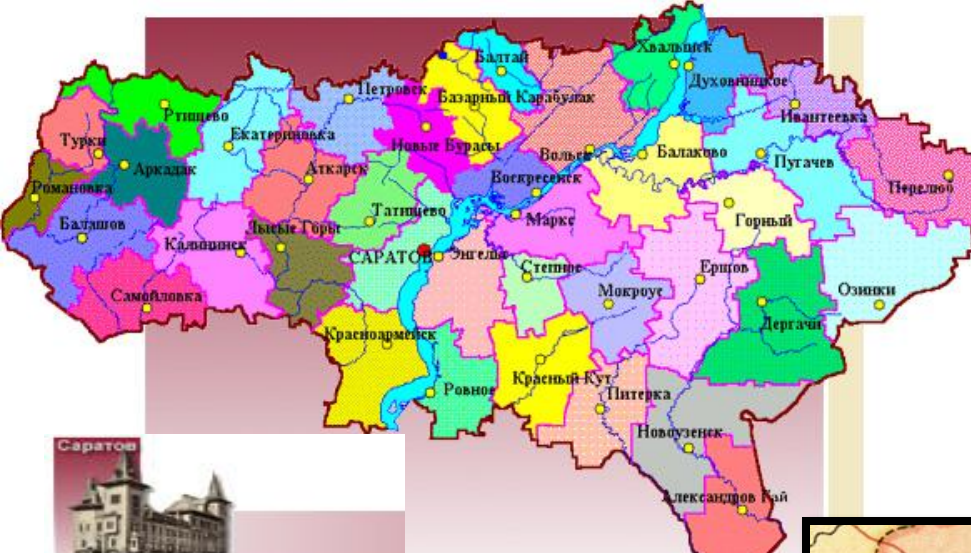 Хвалынск
Балтай
Духовницкое
Петровск
Базарный Карабулак
Ртищево
Ивантеевка
Екатериновка
Турки
Новые Бурасы
Вольск
Балаково
Пугачев
Аркадак
Аткарск
Воскресенск
Перелюб
Романовка
Татищево
Маркс
Горный
Балашов
Лысые Горы
Калининск
САРАТОВ
Энгельс
Степное
Ершов
Самойловка
Мокроус
Озинки
Дергачи
Красноармейск
Красный Кут
Ровное
Питерка
Новоузенск
Саратов
Александров Гай